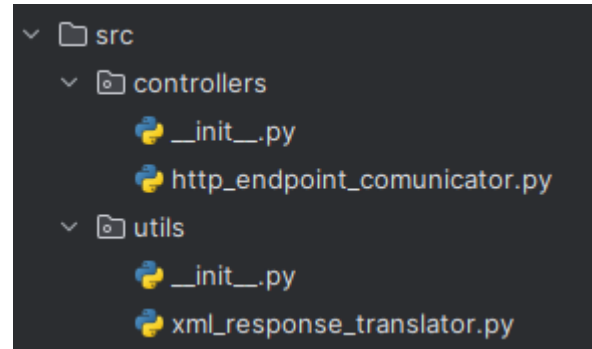 src
controllers
__init__.py
http_endpoint_comunicator.py
utils
__init__.py
xml_response_translator.py